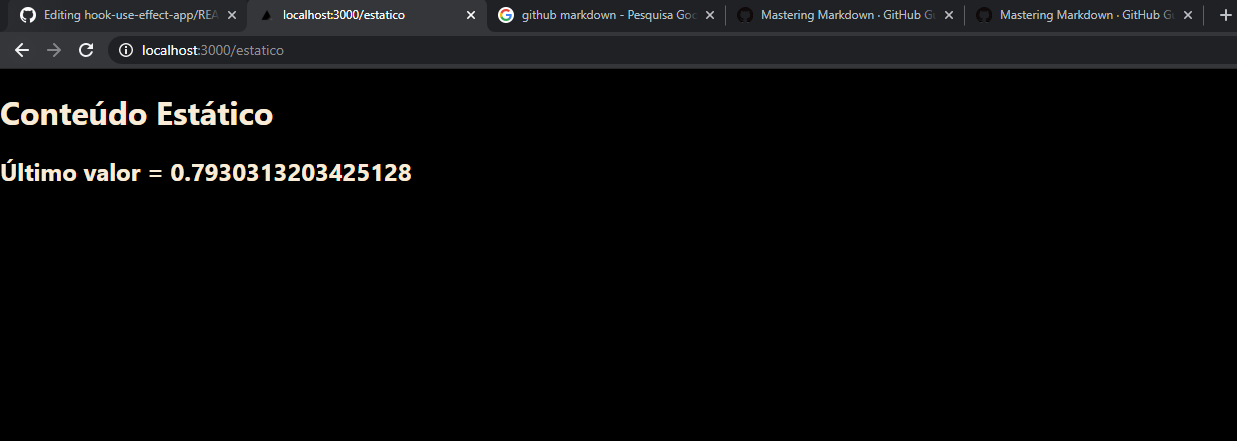 Editing hook-use-effect-app/REA
localhost:3000/estatico
github markdown - Pesquisa Goo
Mastering Markdown · GitHub Gu
Mastering Markdown · GitHub Gu
localhost:3000/estatico
Conteúdo Estático
Último valor = 0.7930313203425128